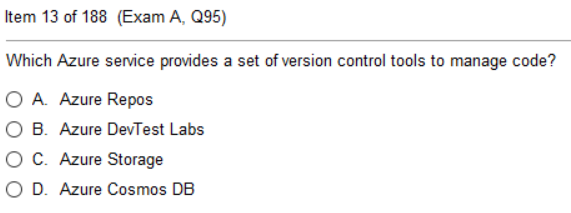 Item 13 of 188 (Exam A, Q95)
Which Azure service provides a set of version control tools to manage code?
A. Azure Repos
B. Azure DevTest Labs
C. Azure Storage
D. Azure Cosmos DB